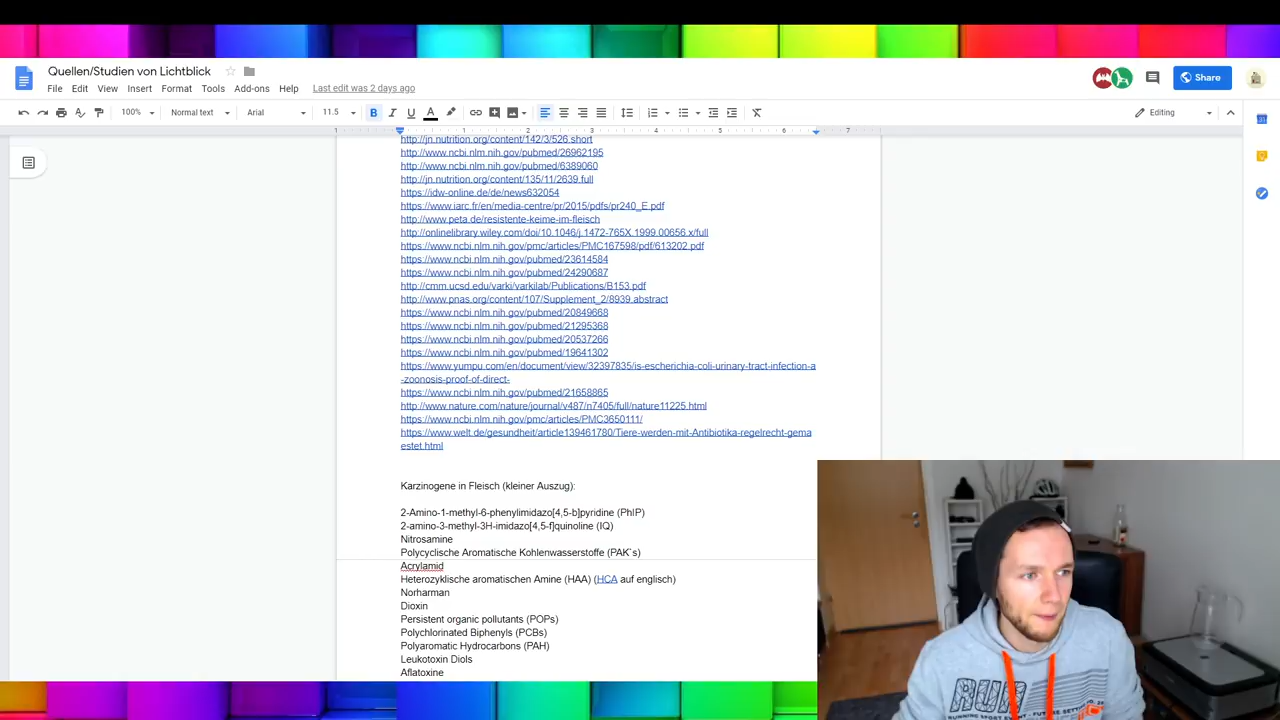 Quellen/Studien von Lichtblick
File Edit View Insert Format Tools Add-ons Help Last edit was 2 days ago
Share
100% Normal text Arial 11.5 B I U A Editing
1 1 2 3 4 5 6 7
http://jn.nutrition.org/content/142/3/526.short
http://www.ncbi.nlm.nih.gov/pubmed/26962195
http://www.ncbi.nlm.nih.gov/pubmed/6389060
http://jn.nutrition.org/content/135/11/2639.full
https://idw-online.de/de/news632054
https://www.iarc.fr/en/media-centre/pr/2015/pdfs/pr240_E.pdf
http://www.peta.de/resistente-keime-im-fleisch
http://onlinelibrary.wiley.com/doi/10.1046/j.1472-765X.1999.00656.x/full
https://www.ncbi.nlm.nih.gov/pmc/articles/PMC167598/pdf/613202.pdf
https://www.ncbi.nlm.nih.gov/pubmed/23614584
https://www.ncbi.nlm.nih.gov/pubmed/24290687
http://cmm.ucsd.edu/varki/varkilab/Publications/B153.pdf
http://www.pnas.org/content/107/Supplement_2/8939.abstract
https://www.ncbi.nlm.nih.gov/pubmed/20849668
https://www.ncbi.nlm.nih.gov/pubmed/21295368
https://www.ncbi.nlm.nih.gov/pubmed/20537266
https://www.ncbi.nlm.nih.gov/pubmed/19641302
https://www.yumpu.com/en/document/view/32397835/is-escherichia-coli-urinary-tract-infection-a
-zoonosis-proof-of-direct-
https://www.ncbi.nlm.nih.gov/pubmed/21658865
http://www.nature.com/nature/journal/v487/n7405/full/nature11225.html
https://www.ncbi.nlm.nih.gov/pmc/articles/PMC3650111/
https://www.welt.de/gesundheit/article139461780/Tiere-werden-mit-Antibiotika-regelrecht-gema
estet.html
Karzinogene in Fleisch (kleiner Auszug):
2-Amino-1-methyl-6-phenylimidazo[4,5-b]pyridine (PhIP)
2-amino-3-methyl-3H-imidazo[4,5-f]quinoline (IQ)
Nitrosamine
Polycyclische Aromatische Kohlenwasserstoffe (PAK`s)
Acrylamid
Heterozyklische aromatischen Amine (HAA) (HCA auf englisch)
Norharman
Dioxin
Persistent organic pollutants (POPs)
Polychlorinated Biphenyls (PCBs)
Polyaromatic Hydrocarbons (PAH)
Leukotoxin Diols
Aflatoxine
RUN
RUNNING SPORT EVENT - FUTURE